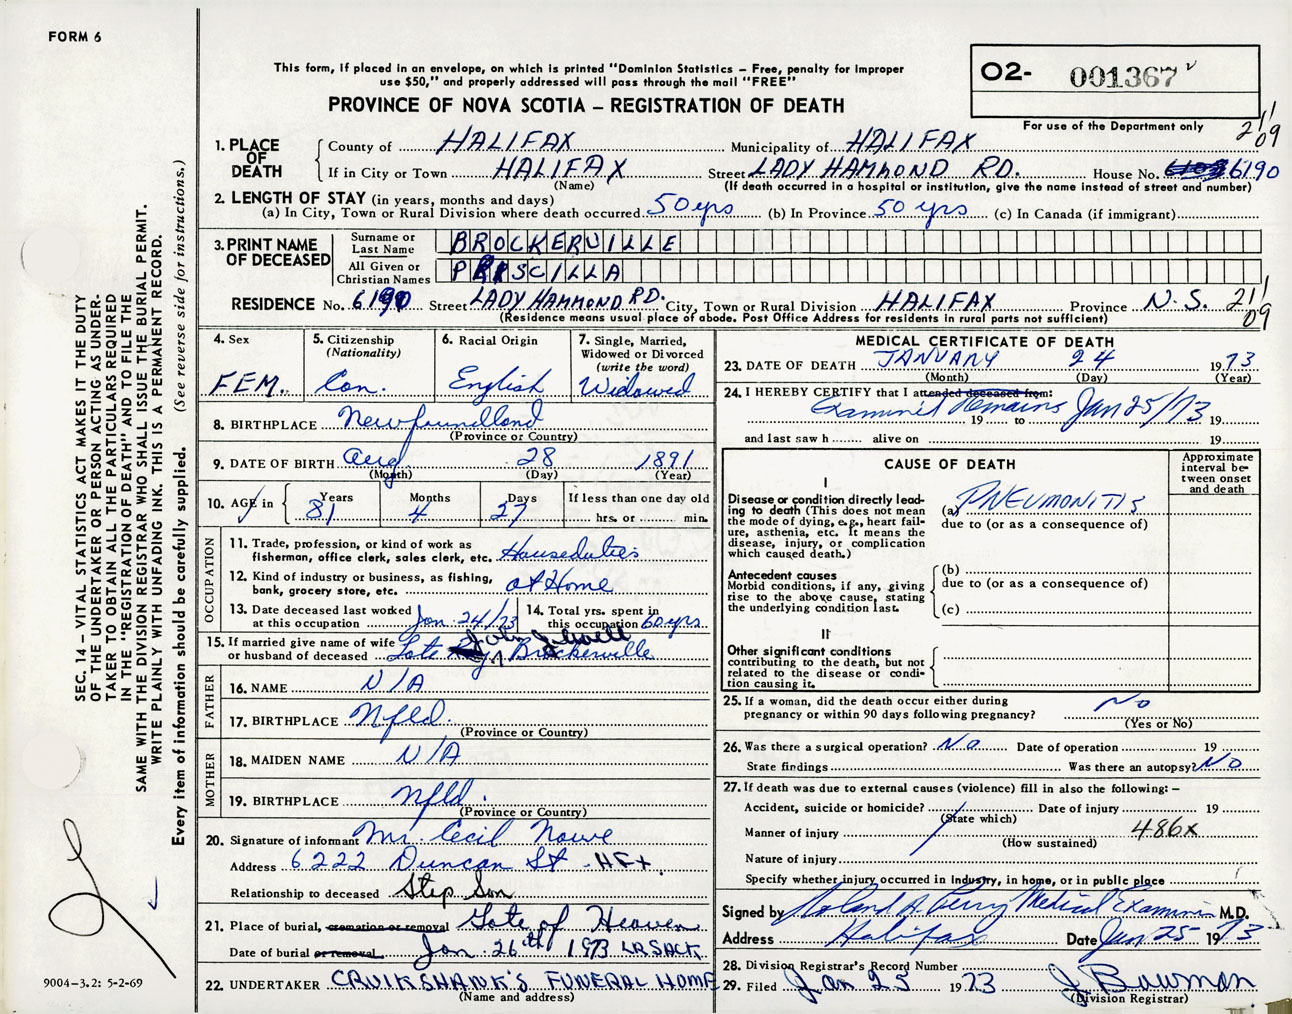 FORM 6
This form, if placed in an envelope, on which is printed "Dominion Statistics – Free, penalty for improper
use $50," and properly addressed will pass through the mail "FREE"
PROVINCE OF NOVA SCOTIA – REGISTRATION OF DEATH
O2- 001367
For use of the Department only
211
09
1. PLACE OF DEATH
County of HALIFAX Municipality of HALIFAX
If in City or Town HALIFAX Street LADY HAMMOND RD. House No. 6190
(Name) (If death occurred in a hospital or institution, give the name instead of street and number)
2. LENGTH OF STAY (in years, months and days)
(a) In City, Town or Rural Division where death occurred 50 yrs (b) In Province 50 yrs (c) In Canada (if immigrant)
3. PRINT NAME OF DECEASED
Surname or Last Name BROCKERVILLE
All Given or Christian Names PRISCILLA
RESIDENCE No. 6190 Street LADY HAMMOND RD. City, Town or Rural Division HALIFAX Province N.S.
211
09
(Residence means usual place of abode. Post Office Address for residents in rural parts not sufficient)
4. Sex FEM.
5. Citizenship (Nationality) Can.
6. Racial Origin English
7. Single, Married, Widowed or Divorced (write the word) Widowed
8. BIRTHPLACE Newfoundland
(Province or Country)
9. DATE OF BIRTH Aug 28 1891
(Month) (Day) (Year)
10. AGE in Years 81 Months 4 Days 27 If less than one day old
hrs. or min.
OCCUPATION
11. Trade, profession, or kind of work as
fisherman, office clerk, sales clerk, etc. Houseduties
12. Kind of industry or business, as fishing,
bank, grocery store, etc. at Home
13. Date deceased last worked
at this occupation Jan. 24/73
14. Total yrs. spent in
this occupation 60 yrs.
15. If married give name of wife John Jewell
or husband of deceased Late Brockerville
FATHER
16. NAME N/A
17. BIRTHPLACE Nfld.
(Province or Country)
MOTHER
18. MAIDEN NAME N/A
19. BIRTHPLACE Nfld.
(Province or Country)
20. Signature of informant Mr. Cecil Nowe
Address 6222 Duncan St. Hfx.
Relationship to deceased Step Son
21. Place of burial, cremation or removal Gate of Heaven
Date of burial or removal Jan. 26th 1973 LR SACK.
22. UNDERTAKER CRUIKSHANK'S FUNERAL HOME
(Name and address)
MEDICAL CERTIFICATE OF DEATH
23. DATE OF DEATH JANUARY 24 1973
(Month) (Day) (Year)
24. I HEREBY CERTIFY that I attended deceased from:
Examined Remains Jan 25/73
19 to 19
and last saw h alive on 19
CAUSE OF DEATH
Approximate
interval be-
tween onset
and death
I
Disease or condition directly lead-
ing to death (This does not mean
the mode of dying, e.g., heart fail-
ure, asthenia, etc. It means the
disease, injury, or complication
which caused death.)
(a) PNEUMONITIS
due to (or as a consequence of)
Antecedent causes
Morbid conditions, if any, giving
rise to the above cause, stating
the underlying condition last.
(b)
due to (or as a consequence of)
(c)
II
Other significant conditions
contributing to the death, but not
related to the disease or condi-
tion causing it.
25. If a woman, did the death occur either during
pregnancy or within 90 days following pregnancy? No
(Yes or No)
26. Was there a surgical operation? No Date of operation 19
State findings Was there an autopsy? No
27. If death was due to external causes (violence) fill in also the following: –
Accident, suicide or homicide? Date of injury 19
(State which)
Manner of injury 486x
(How sustained)
Nature of injury
Specify whether injury occurred in Industry, in home, or in public place
Signed by Roland A. Perry Medical Examiner M.D.
Address Halifax Date Jan 25 1973
28. Division Registrar's Record Number
29. Filed Jan 25 1973 J Bowman
(Division Registrar)
SEC. 14 – VITAL STATISTICS ACT MAKES IT THE DUTY
OF THE UNDERTAKER OR PERSON ACTING AS UNDER-
TAKER TO OBTAIN ALL THE PARTICULARS REQUIRED
IN THE "REGISTRATION OF DEATH" AND TO FILE THE
SAME WITH THE DIVISION REGISTRAR WHO SHALL ISSUE THE BURIAL PERMIT.
WRITE PLAINLY WITH UNFADING INK. THIS IS A PERMANENT RECORD.
Every item of information should be carefully supplied. (See reverse side for instructions.)
9004-3.2: 5-2-69